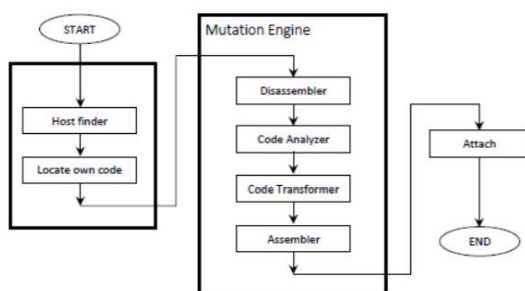 START
Host finder
Locate own code
Mutation Engine
Disassembler
Code Analyzer
Code Transformer
Assembler
Attach
END